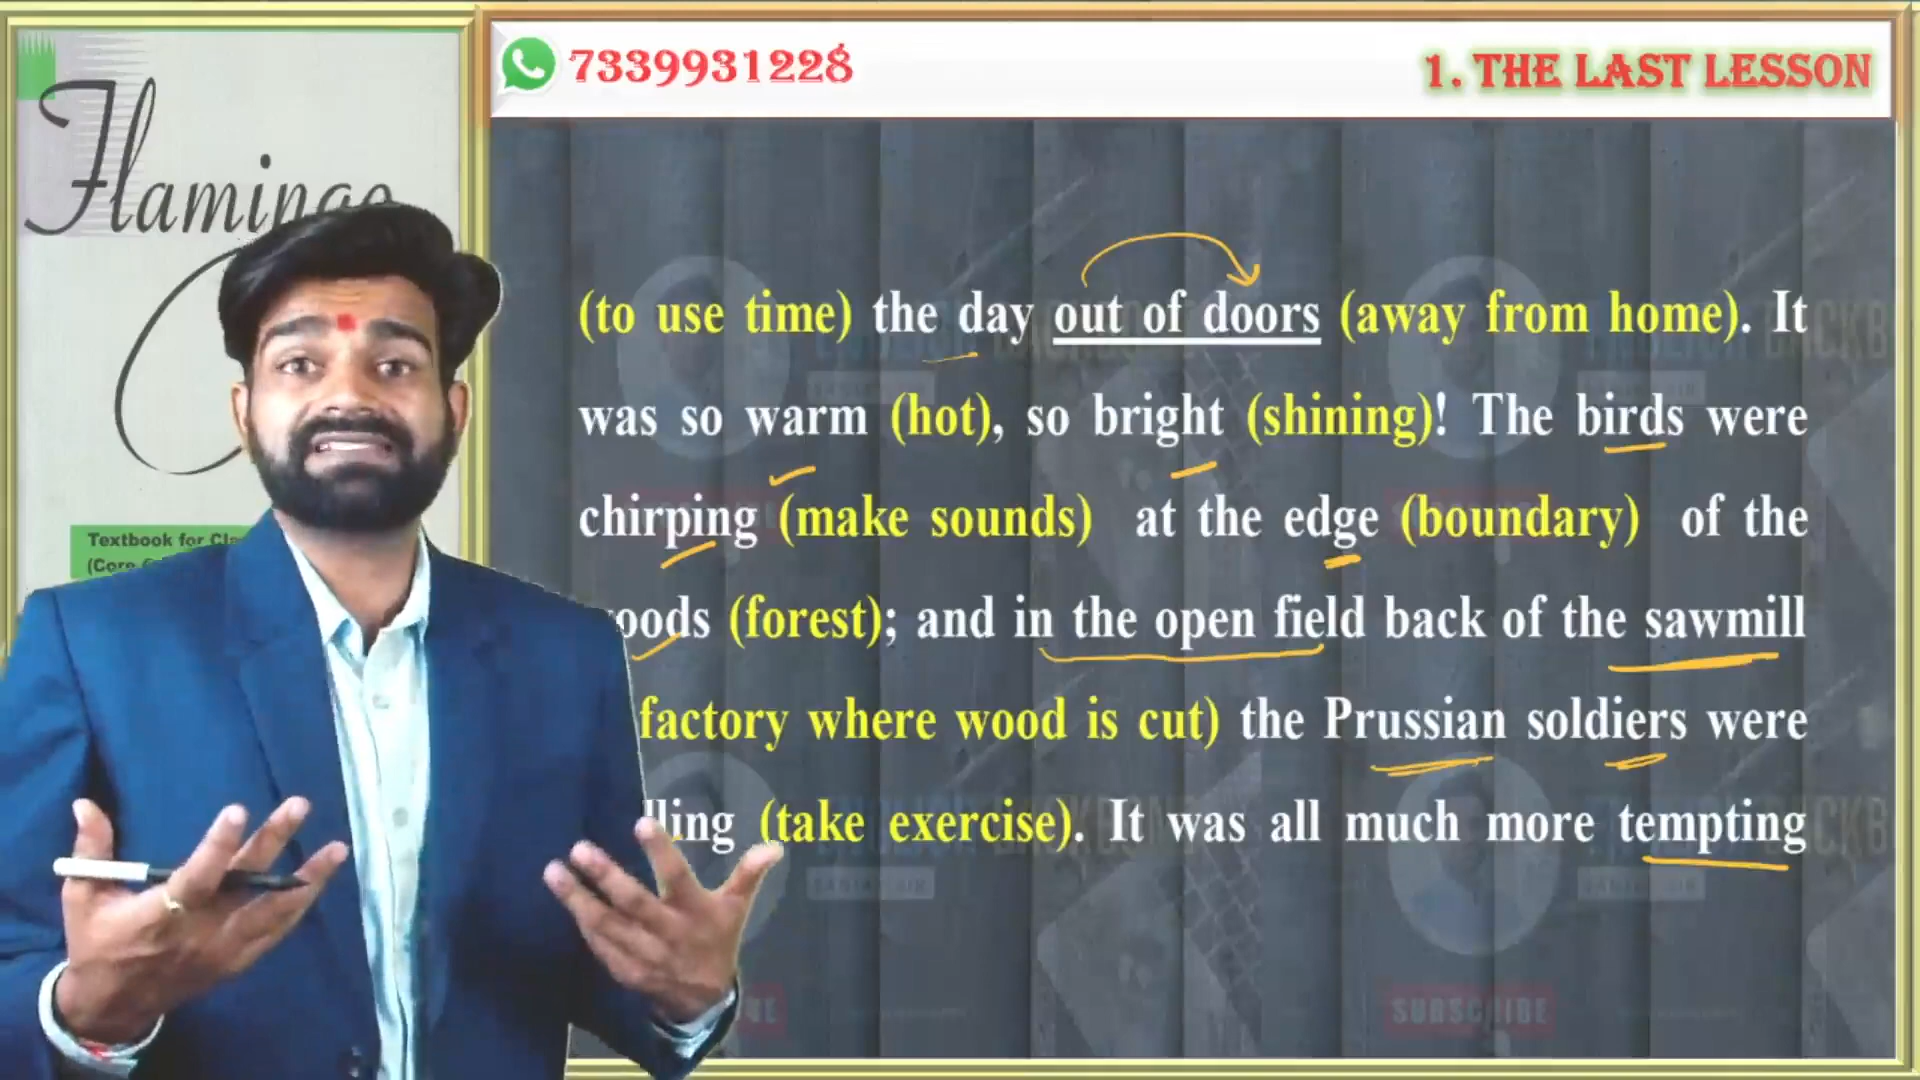 Flamingo
7339931228
1. THE LAST LESSON
Textbook for
(to use time) the day out of doors (away from home). It
was so warm (hot), so bright (shining)! The birds were
chirping (make sounds) at the edge (boundary) of the
oods (forest); and in the open field back of the sawmill
factory where wood is cut) the Prussian soldiers were
lling (take exercise). It was all much more tempting
SUBSCRIBE